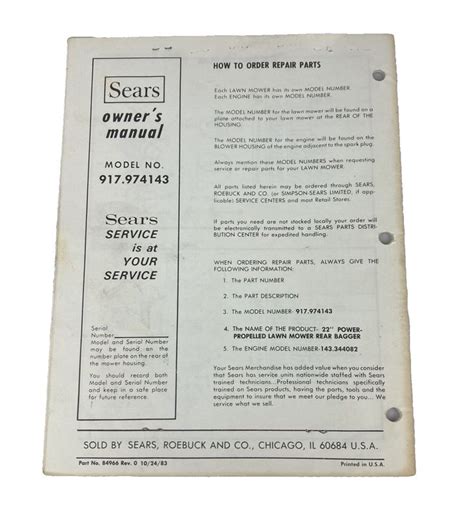 Sears
owner's
manual
MODEL NO.
917.974143
Sears
SERVICE
is at
YOUR
SERVICE
Serial
Number
Model and Serial Number
may be found on the
number plate on the rear of
the mower housing.
You should record both
Model and Serial Number
and keep in a safe place
for future reference.
HOW TO ORDER REPAIR PARTS
Each LAWN MOWER has its own MODEL NUMBER
Each ENGINE has its own MODEL NUMBER.
The MODEL NUMBER for the lawn mower will be found on a
plate attached to your lawn mower at the REAR OF THE
HOUSING.
The MODEL NUMBER for the engine will be found on the
BLOWER HOUSING of the engine adjacent to the spark plug.
Always mention these MODEL NUMBERS when requesting
service or repair parts for your LAWN MOWER.
All parts listed herein may be ordered through SEARS,
ROEBUCK AND CO. (or SIMPSON-SEARS LIMITED, if ap-
plicable) SERVICE CENTERS and most Retail Stores.
If parts you need are not stocked locally your order will
be electronically transmitted to a SEARS PARTS DISTRI-
BUTION CENTER for expedited handling.
WHEN ORDERING REPAIR PARTS, ALWAYS GIVE THE
FOLLOWING INFORMATION:
1. The PART NUMBER
2. The PART DESCRIPTION
3. The MODEL NUMBER- 917.974143
4. THE NAME OF THE PRODUCT- 22" POWER-
PROPELLED LAWN MOWER REAR BAGGER
5. THE ENGINE MODEL NUMBER-143.344082
Your Sears Merchandise has added value when you consider
that Sears has service units nationwide staffed with Sears
trained technicians...Professional technicians specifically
trained on Sears products, having the parts, tools and the
equipment to insure that we meet our pledge to you...We
service what we sell.
SOLD BY SEARS, ROEBUCK AND CO., CHICAGO, IL 60684 U.S.A.
Part No. 84966 Rev. 0 10/24/83
Printed in U.S.A.